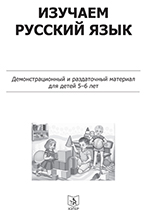 ИЗУЧАЕМ
РУССКИЙ ЯЗЫК
Демонстрационный и раздаточный материал
для детей 5–6 лет